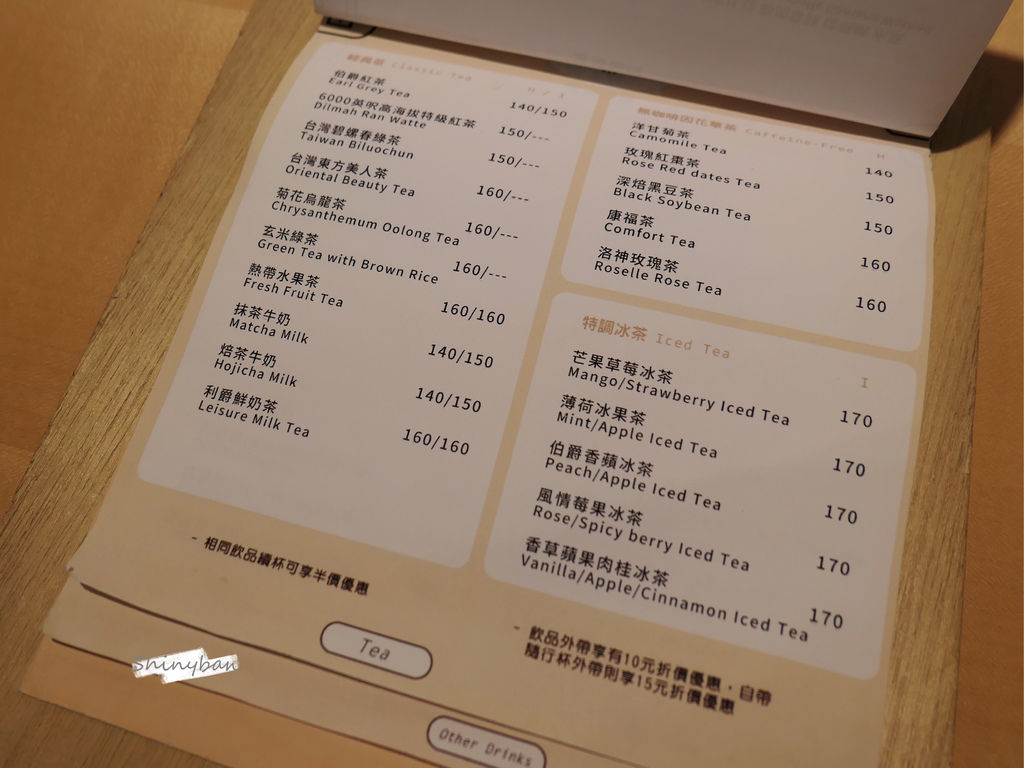 經典茶 Classic Tea H / I
伯爵紅茶
Earl Grey Tea 140/150
6000英呎高海拔特級紅茶
Dilmah Ran Watte 150/---
台灣碧螺春綠茶
Taiwan Biluochun 150/---
台灣東方美人茶
Oriental Beauty Tea 160/---
菊花烏龍茶
Chrysanthemum Oolong Tea 160/---
玄米綠茶
Green Tea with Brown Rice 160/---
熱帶水果茶
Fresh Fruit Tea 160/160
抹茶牛奶
Matcha Milk 140/150
焙茶牛奶
Hojicha Milk 140/150
利爵鮮奶茶
Leisure Milk Tea 160/160
- 相同飲品續杯可享半價優惠
無咖啡因花草茶 Caffeine-Free H
洋甘菊茶
Camomile Tea 140
玫瑰紅棗茶
Rose Red dates Tea 150
深焙黑豆茶
Black Soybean Tea 150
康福茶
Comfort Tea 160
洛神玫瑰茶
Roselle Rose Tea 160
特調冰茶 Iced Tea I
芒果草莓冰茶
Mango/Strawberry Iced Tea 170
薄荷冰果茶
Mint/Apple Iced Tea 170
伯爵香蘋冰茶
Peach/Apple Iced Tea 170
風情莓果冰茶
Rose/Spicy berry Iced Tea 170
香草蘋果肉桂冰茶
Vanilla/Apple/Cinnamon Iced Tea 170
- 飲品外帶享有10元折價優惠，自帶
隨行杯外帶則享15元折價優惠
Tea
Other Drinks
Shinyban